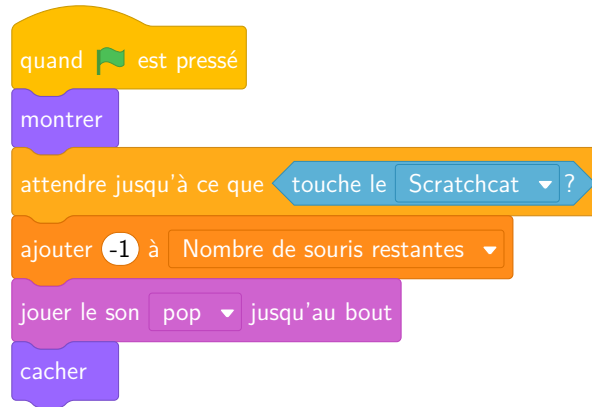 quand est pressé
montrer
attendre jusqu'à ce que touche le Scratchcat ?
ajouter -1 à Nombre de souris restantes
jouer le son pop jusqu'au bout
cacher